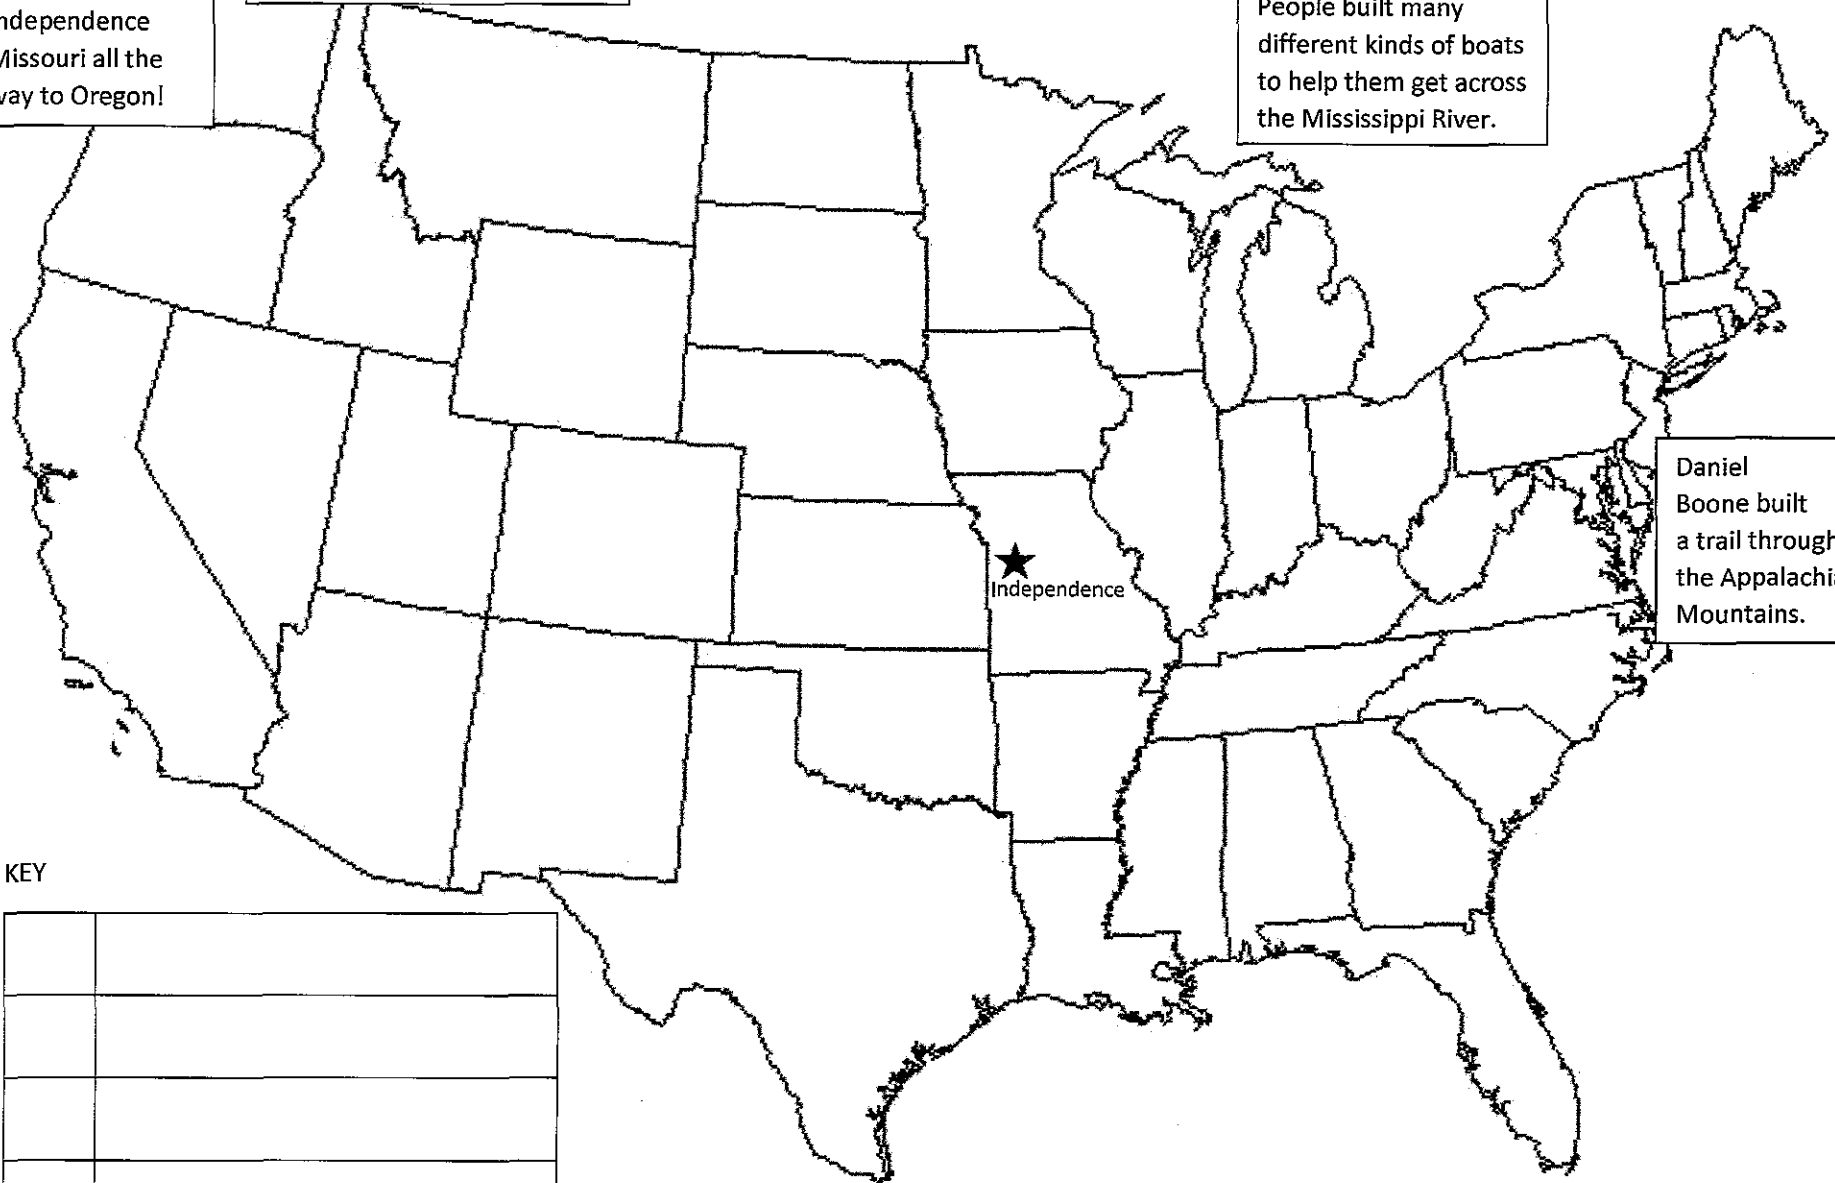 ndependence
Missouri all the
way to Oregon!
People built many
different kinds of boats
to help them get across
the Mississippi River.
Daniel
Boone built
a trail through
the Appalachia
Mountains.
Independence
KEY